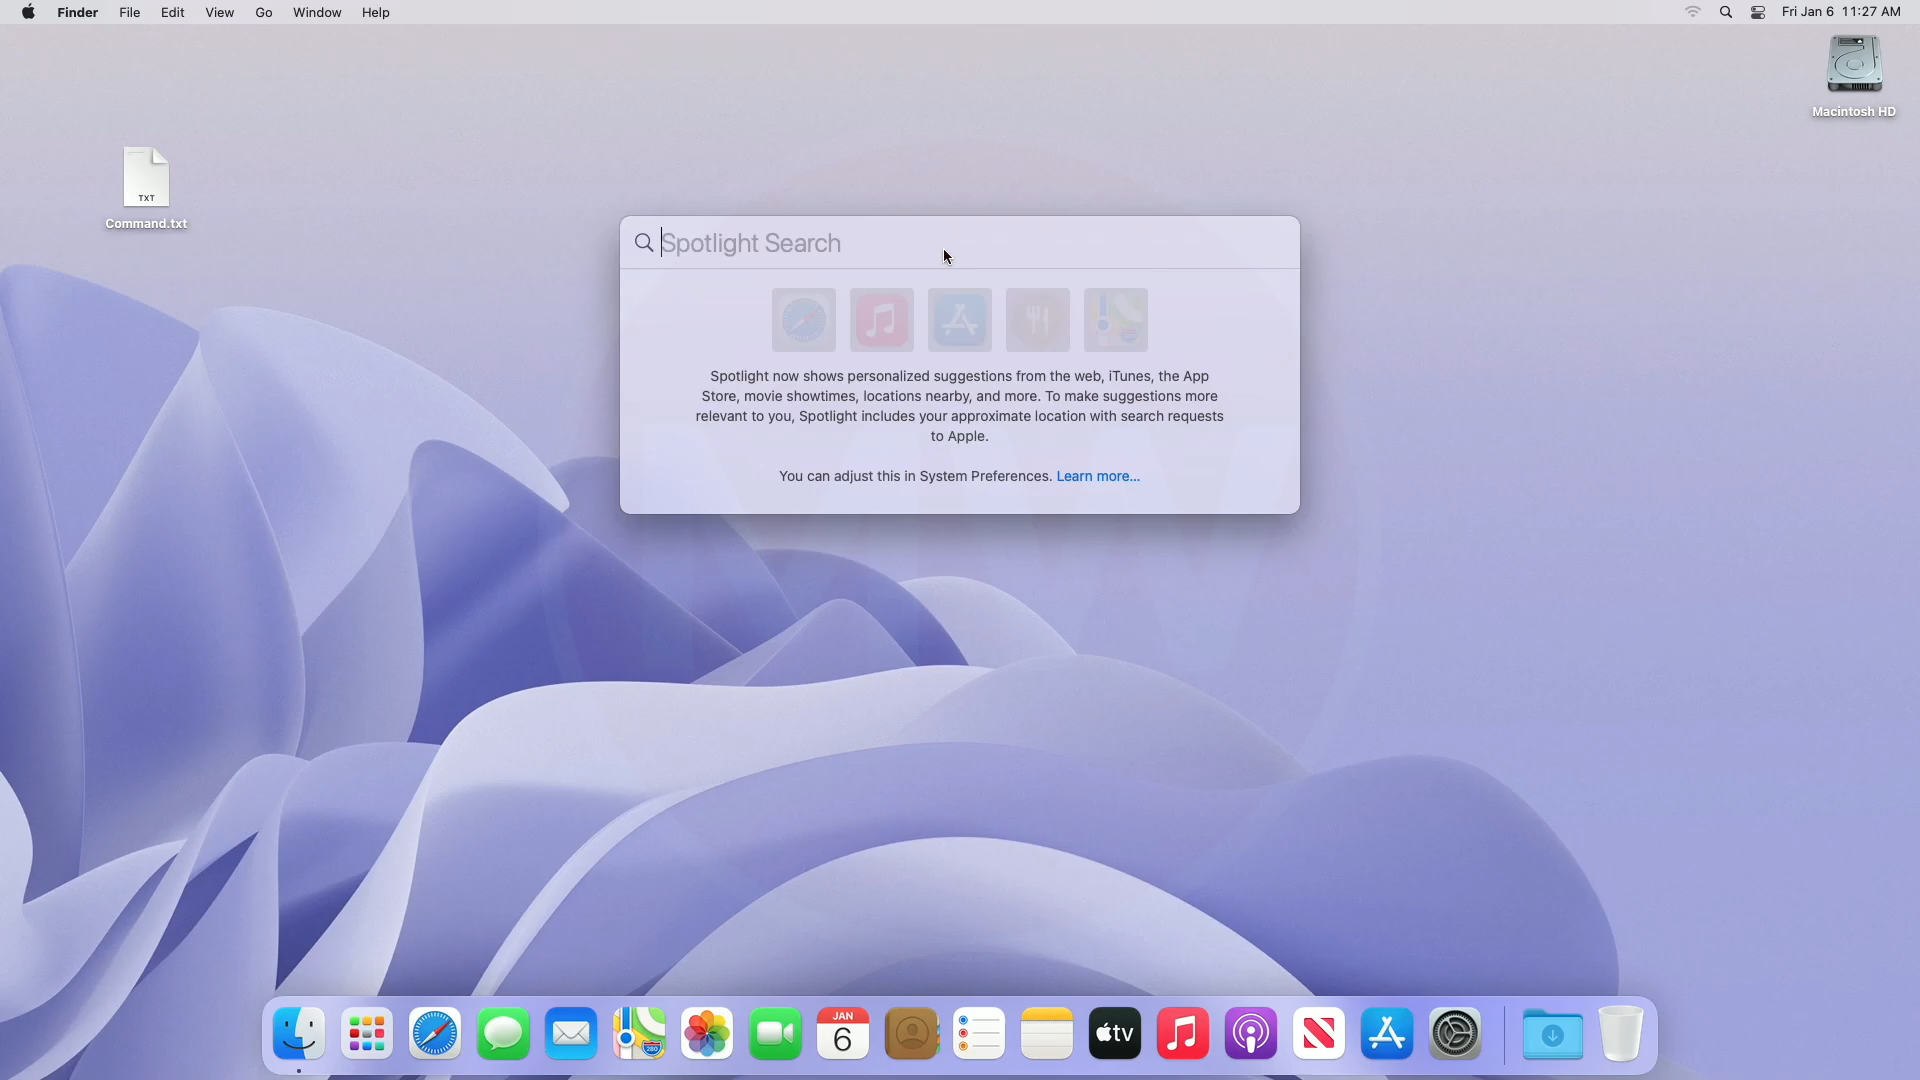 Finder File Edit View Go Window Help
Fri Jan 6 11:27 AM
Macintosh HD
TXT
Command.txt
Spotlight Search
Spotlight now shows personalized suggestions from the web, iTunes, the App
Store, movie showtimes, locations nearby, and more. To make suggestions more
relevant to you, Spotlight includes your approximate location with search requests
to Apple.
You can adjust this in System Preferences. Learn more...
280
JAN
6
tv